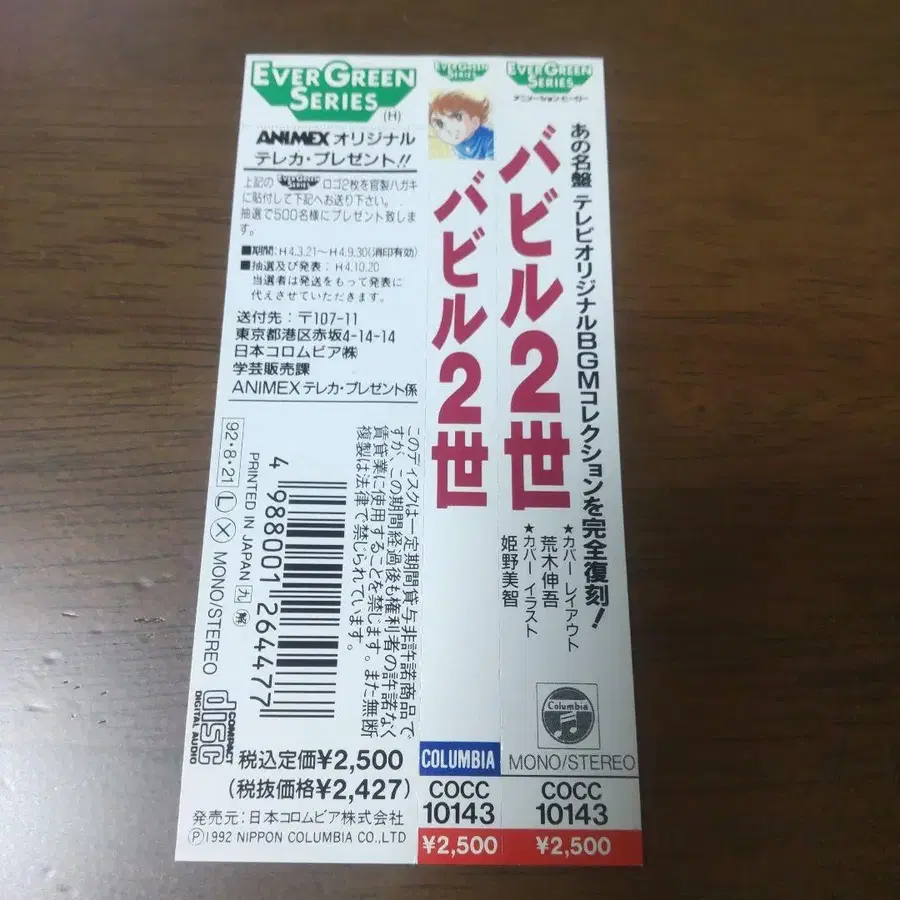 EVER GREEN
SERIES
(H)
ANIMEX オリジナル
テレカ・プレゼント!!
上記の EVER GREEN SERIES ロゴ2枚を官製ハガキ
に貼付して下記へお送り下さい。
抽選で500名様にプレゼント致しま
す。
■期間:H4.3.21〜H4.9.30(消印有効)
■抽選及び発表:H4.10.20
当選者は発送をもって発表に
代えさせていただきます。
送付先:〒107-11
東京都港区赤坂4-14-14
日本コロムビア㈱
学芸販売課
ANIMEX テレカ・プレゼント係
このディスクは一定期間貸与非許諾商品で
すが、この期間経過後も権利者の許諾なく
賃貸業に使用することを禁じます。また無断
複製は法律で禁じられています。
4 988001 264477
PRINTED IN JAPAN 九 解
92・8・21 L X MONO/STEREO
COMPACT
disc
DIGITAL AUDIO
税込定価¥2,500
(税抜価格¥2,427)
発売元:日本コロムビア株式会社
Ⓟ1992 NIPPON COLUMBIA CO.,LTD
EVER GREEN
SERIES
バビル2世
COLUMBIA
COCC
10143
¥2,500
EVER GREEN
SERIES
アニメーション・ヒーロー
あの名盤 テレビオリジナルBGMコレクションを完全復刻!
バビル2世
★カバー レイアウト
荒木伸吾
★カバー イラスト
姫野美智
Columbia
MONO/STEREO
COCC
10143
¥2,500